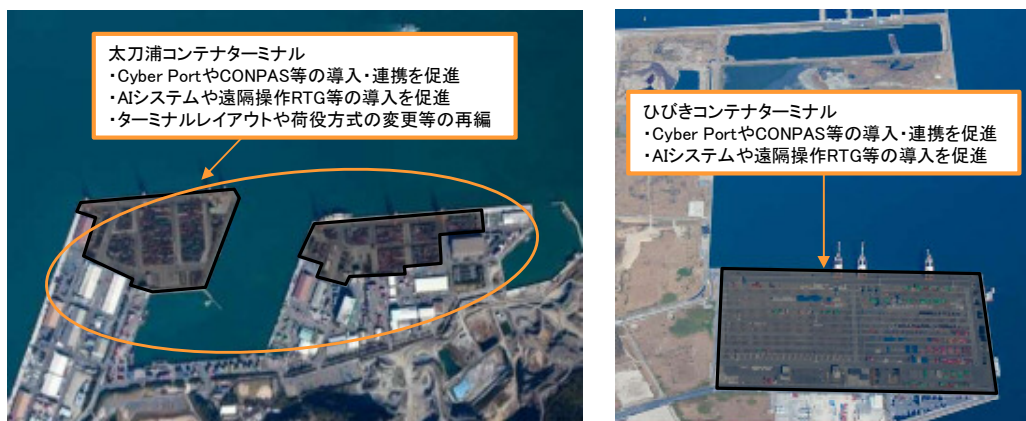 太刀浦コンテナターミナル
・Cyber PortやCONPAS等の導入・連携を促進
・AIシステムや遠隔操作RTG等の導入を促進
・ターミナルレイアウトや荷役方式の変更等の再編
ひびきコンテナターミナル
・Cyber PortやCONPAS等の導入・連携を促進
・AIシステムや遠隔操作RTG等の導入を促進